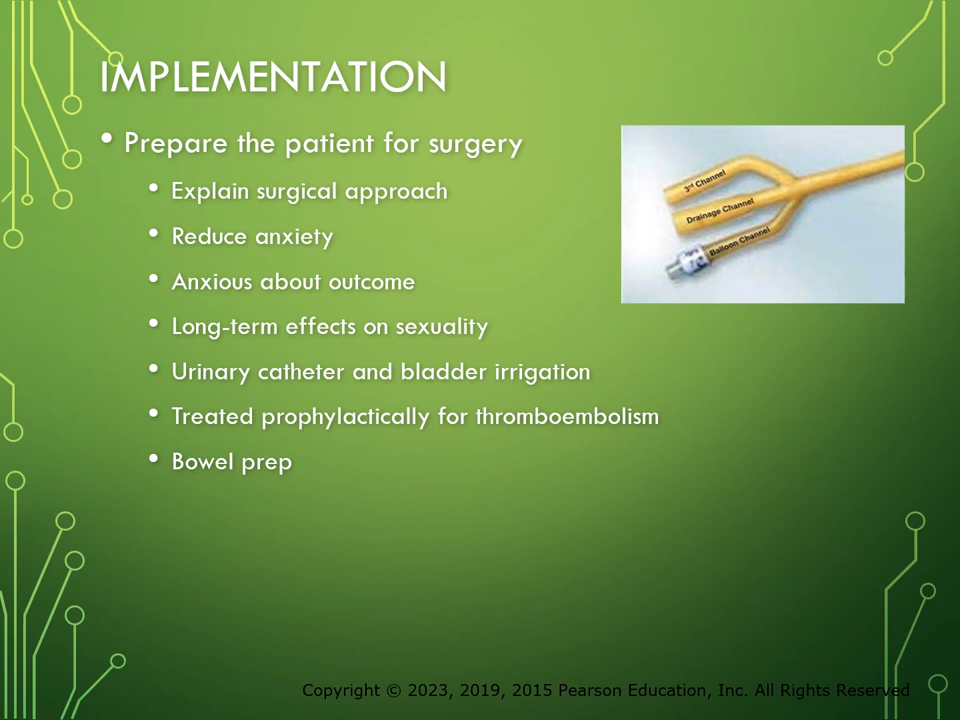 IMPLEMENTATION
• Prepare the patient for surgery
• Explain surgical approach
• Reduce anxiety
• Anxious about outcome
• Long-term effects on sexuality
• Urinary catheter and bladder irrigation
• Treated prophylactically for thromboembolism
• Bowel prep
3rd Channel
Drainage Channel
Balloon Channel
Copyright © 2023, 2019, 2015 Pearson Education, Inc. All Rights Reserved